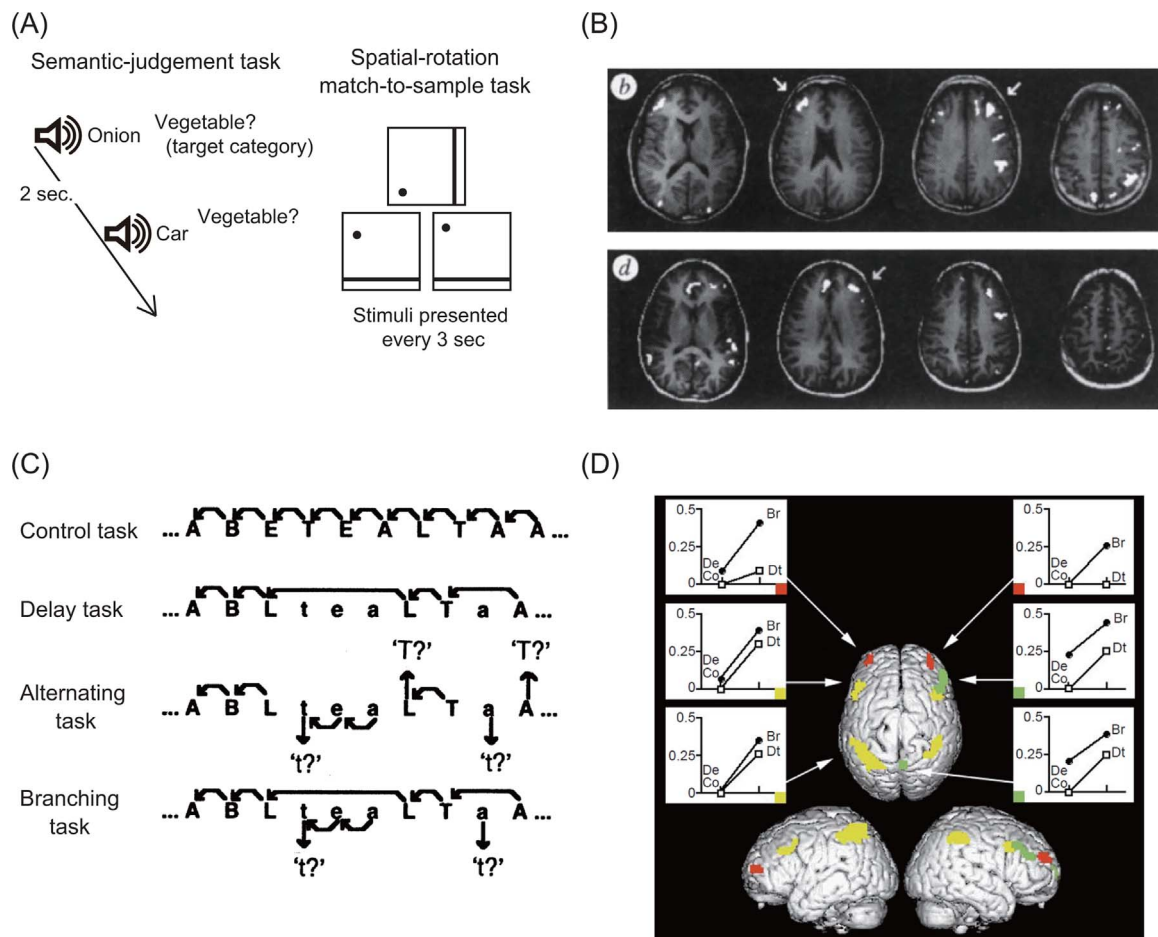 (A)
Semantic-judgement task
Onion
Vegetable?
(target category)
2 sec.
Car
Vegetable?
Spatial-rotation
match-to-sample task
Stimuli presented
every 3 sec
(B)
b
d
(C)
Control task
... A B E T E A L T A A ...
Delay task
... A B L t e a L T a A ...
Alternating
task
'T?' 'T?'
... A B L t e a L T a A ...
't?' 't?'
Branching
task
... A B L t e a L T a A ...
't?' 't?'
(D)
0.5
0.25
0
De
Co
Br
Dt
0.5
0.25
0
De
Co
Br
Dt
0.5
0.25
0
De
Co
Br
Dt
0.5
0.25
0
De
Co
Br
Dt
0.5
0.25
0
De
Co
Br
Dt
0.5
0.25
0
De
Co
Br
Dt